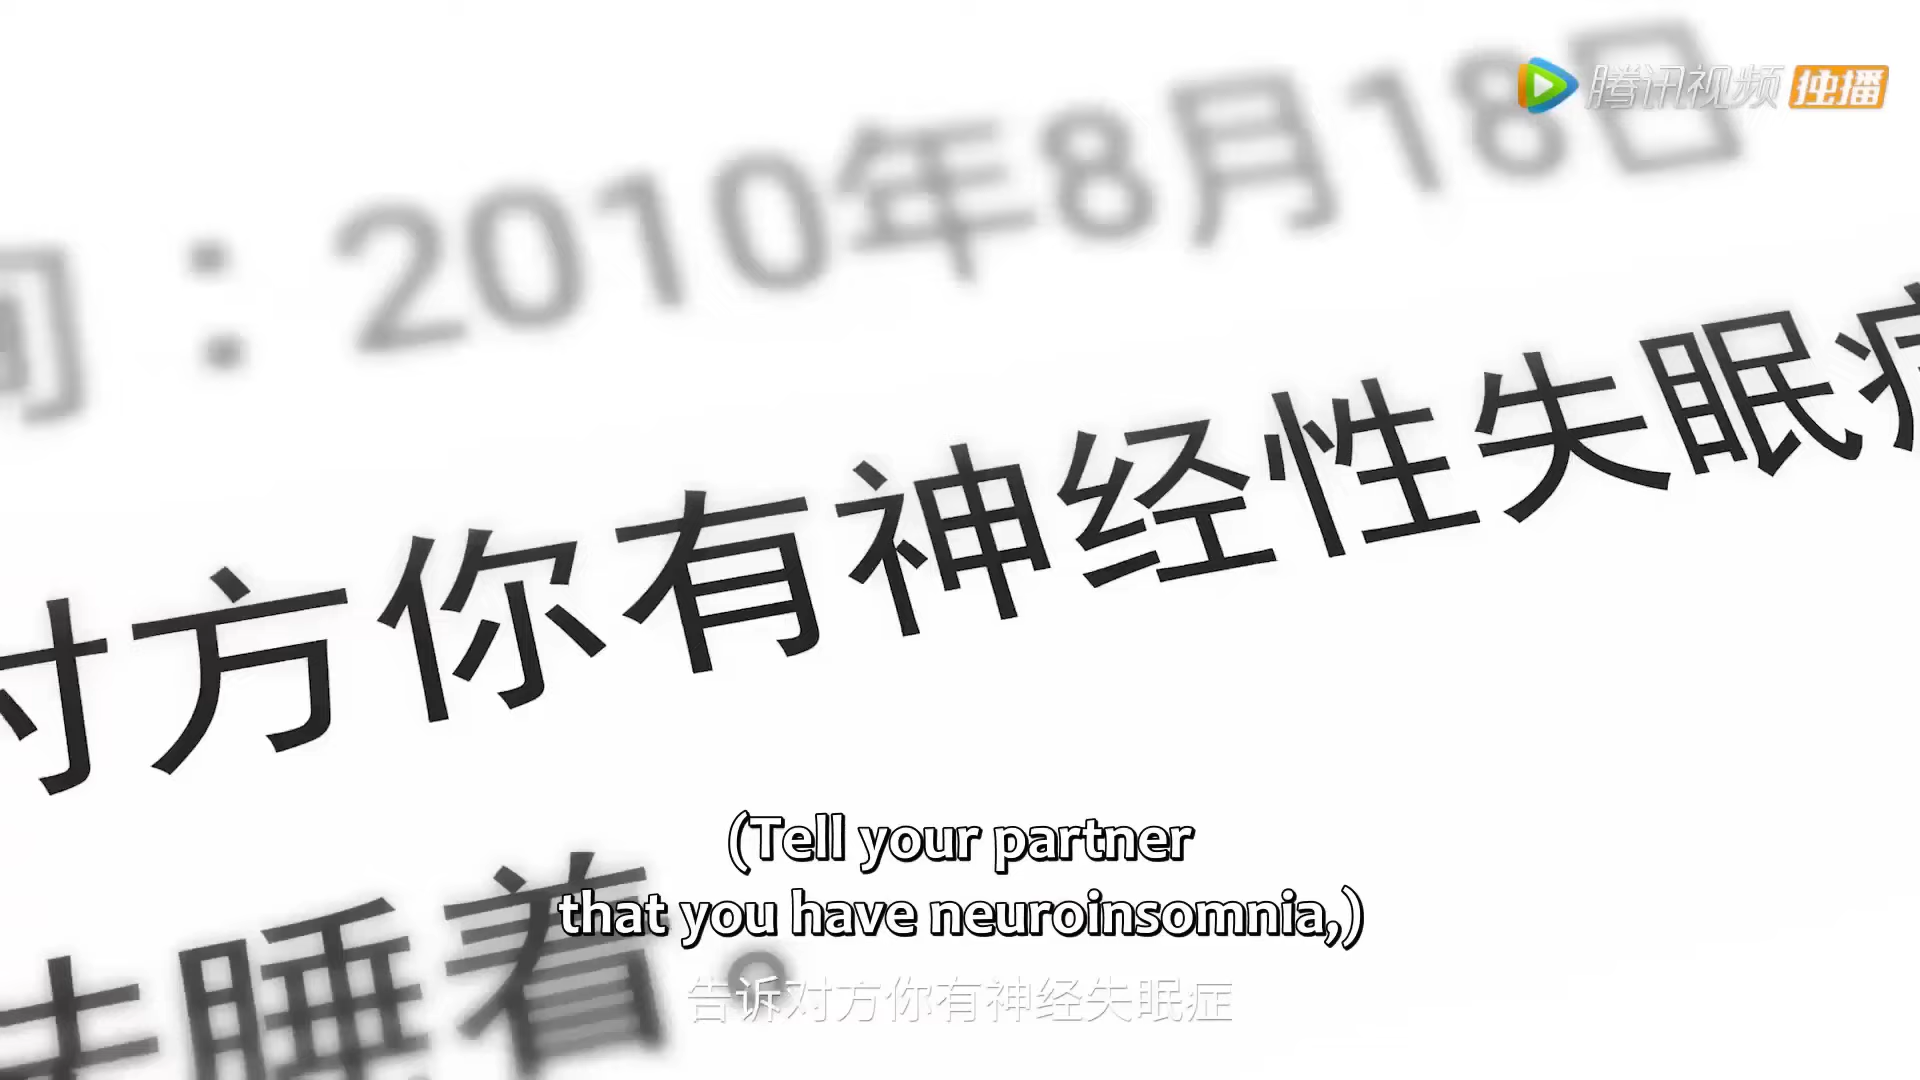 腾讯视频 独播
间：2010年8月18日
对方你有神经性失眠症
未睡着。
(Tell your partner
that you have neuroinsomnia,)
告诉对方你有神经失眠症